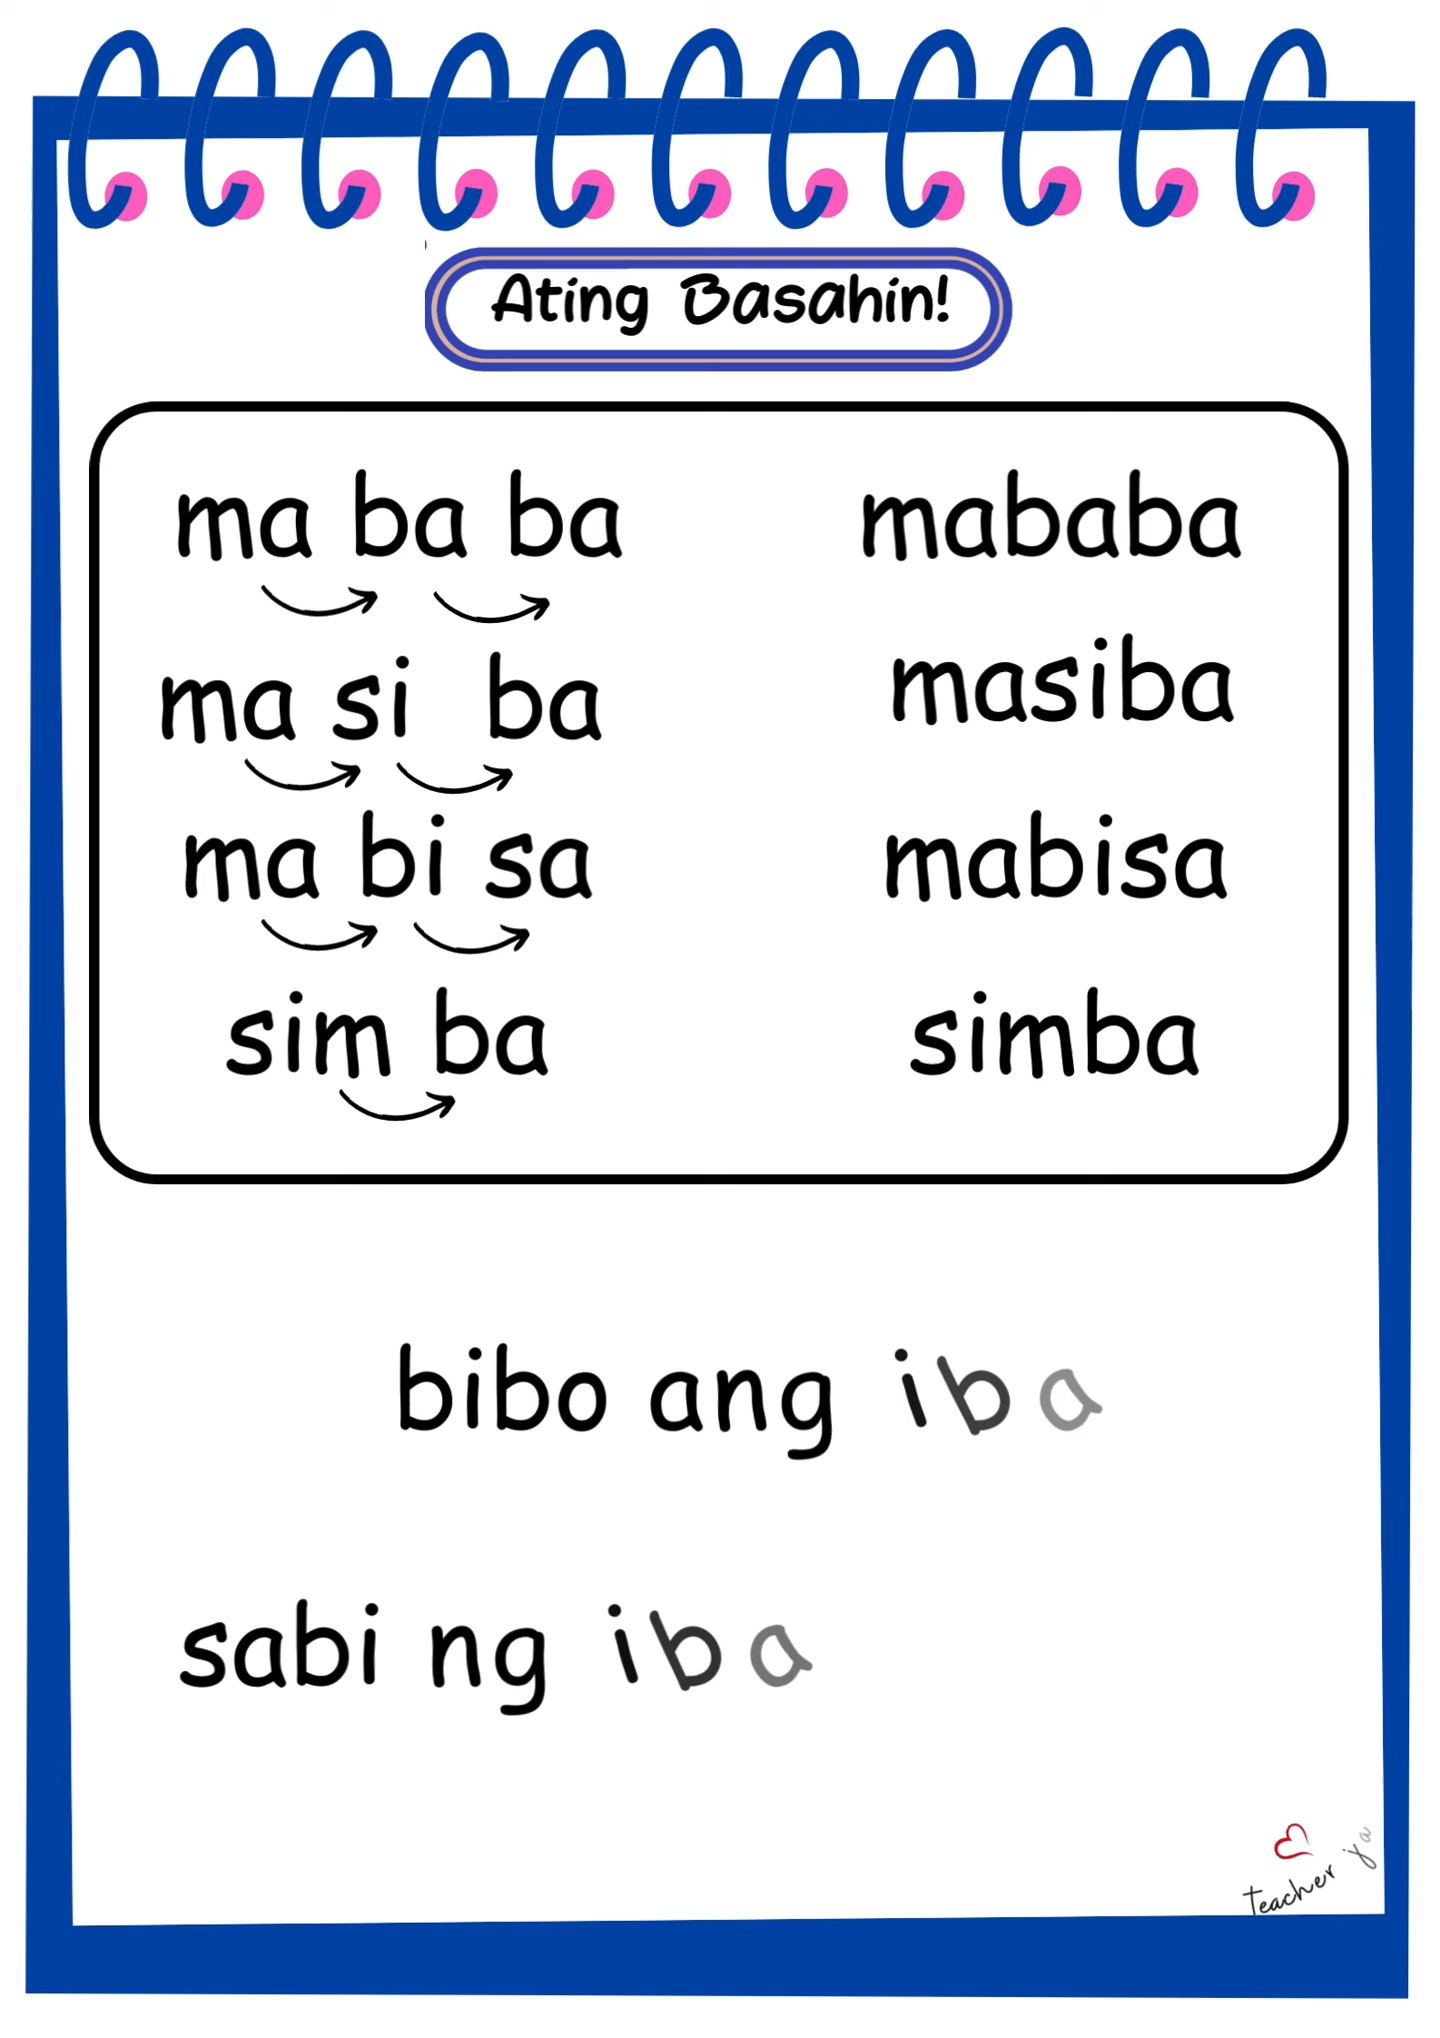 Ating Basahin!
ma ba ba mababa
ma si ba masiba
ma bi sa mabisa
sim ba simba
bibo ang iba
sabi ng iba
teacher ja